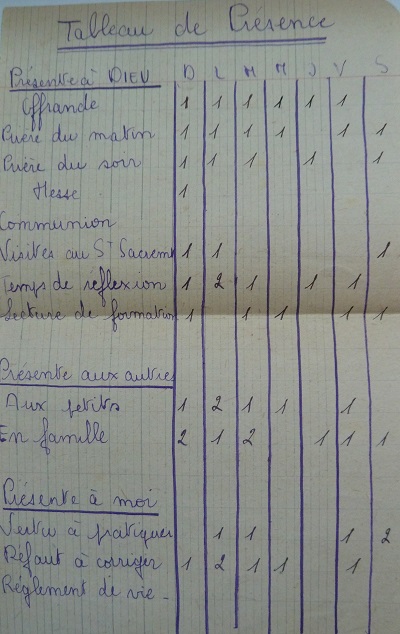 Tableau de Présence
Présente à DIEU D L M M J V S
Offrande 1 1 1 1 1 1
Prière du matin 1 1 1 1 1 1
Prière du soir 1 1 1 1 1
Messe 1
Communion
Visites au St Sacremt 1 1 1
Temps de réflexion 1 2 1 1 1
Lecture de formation 1 1 1 1 1
Présente aux autres
Aux petits 1 2 1 1 1
En famille 2 1 2 1 1 1
Présente à moi
Vertu à pratiquer 1 1 1 2
Défaut à corriger 1 2 1 1 1
Règlement de vie -